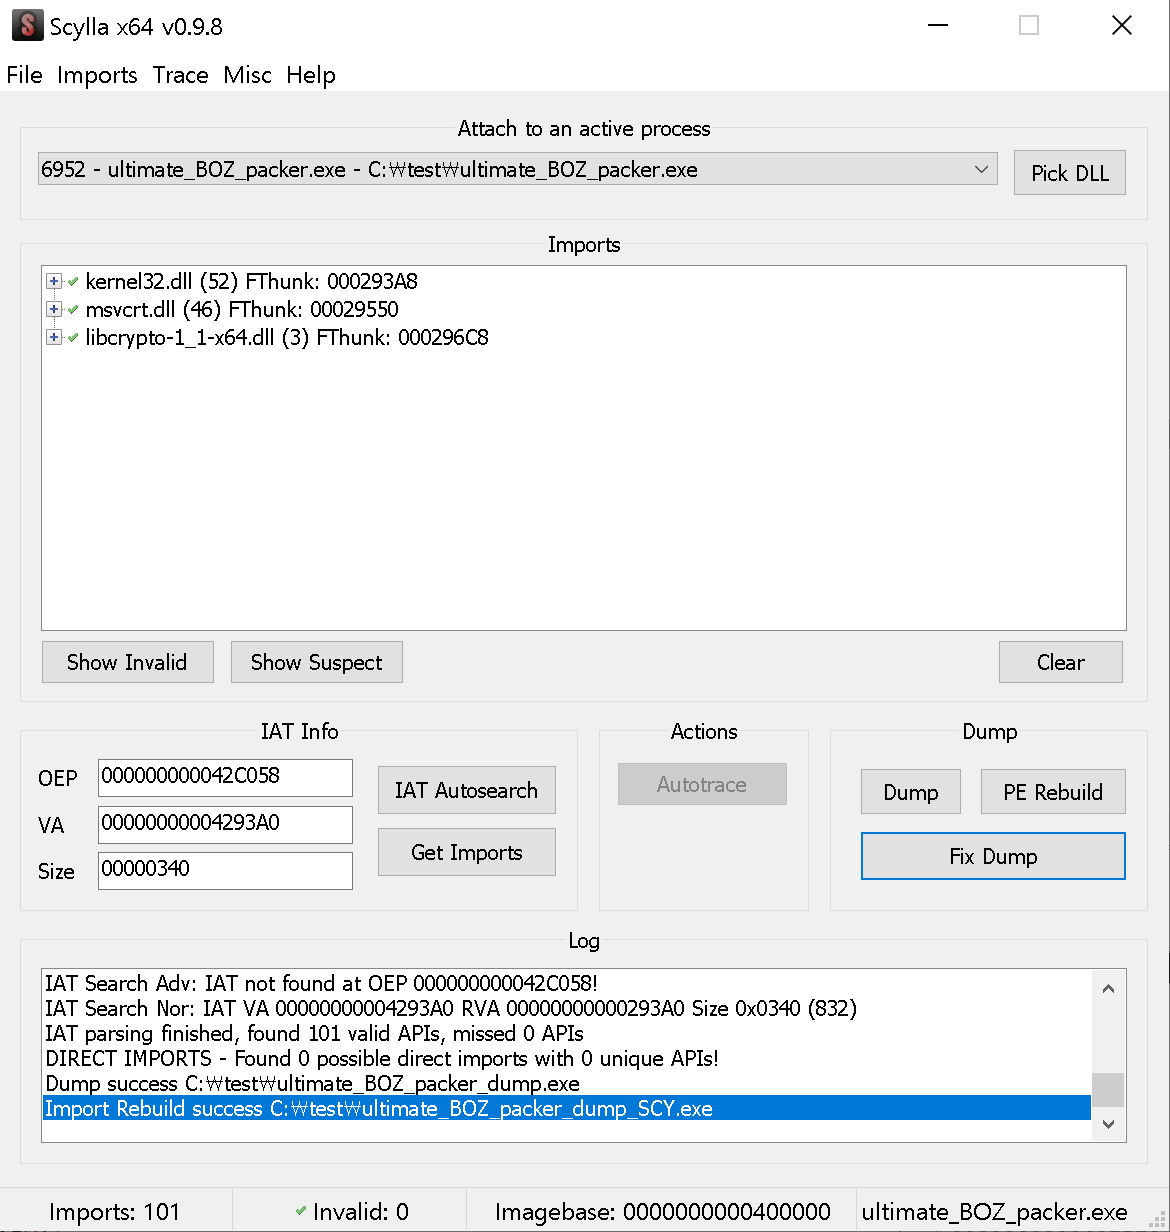 Scylla x64 v0.9.8
File Imports Trace Misc Help
Attach to an active process
6952 - ultimate_BOZ_packer.exe - C:₩test₩ultimate_BOZ_packer.exe
Pick DLL
Imports
kernel32.dll (52) FThunk: 000293A8
msvcrt.dll (46) FThunk: 00029550
libcrypto-1_1-x64.dll (3) FThunk: 000296C8
Show Invalid
Show Suspect
Clear
IAT Info
OEP 000000000042C058
VA 00000000004293A0
Size 00000340
IAT Autosearch
Get Imports
Actions
Autotrace
Dump
Dump
PE Rebuild
Fix Dump
Log
IAT Search Adv: IAT not found at OEP 000000000042C058!
IAT Search Nor: IAT VA 00000000004293A0 RVA 00000000000293A0 Size 0x0340 (832)
IAT parsing finished, found 101 valid APIs, missed 0 APIs
DIRECT IMPORTS - Found 0 possible direct imports with 0 unique APIs!
Dump success C:₩test₩ultimate_BOZ_packer_dump.exe
Import Rebuild success C:₩test₩ultimate_BOZ_packer_dump_SCY.exe
Imports: 101
Invalid: 0
Imagebase: 0000000000400000
ultimate_BOZ_packer.exe